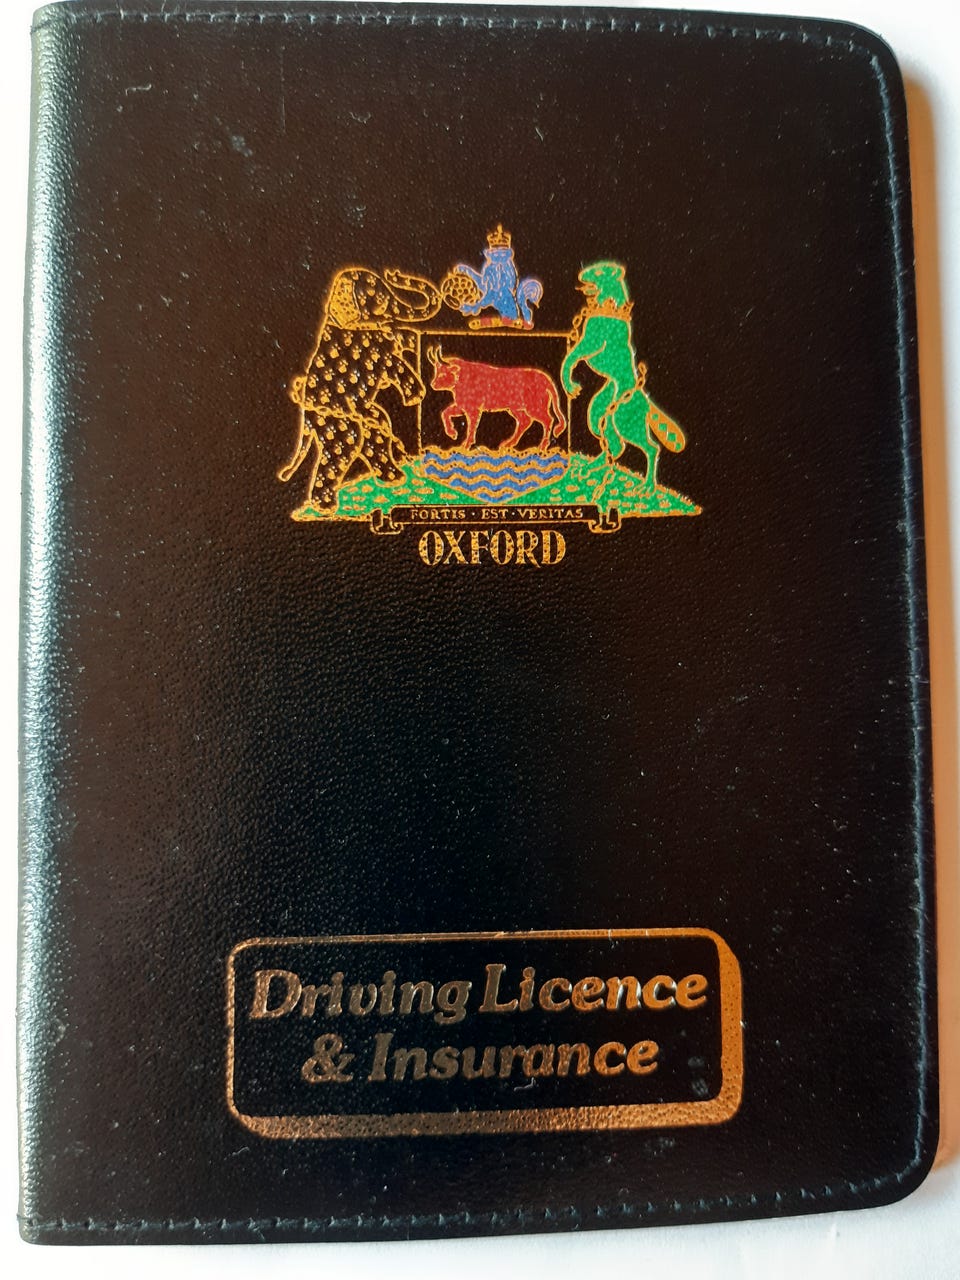 FORTIS · EST · VERITAS
OXFORD
Driving Licence
& Insurance